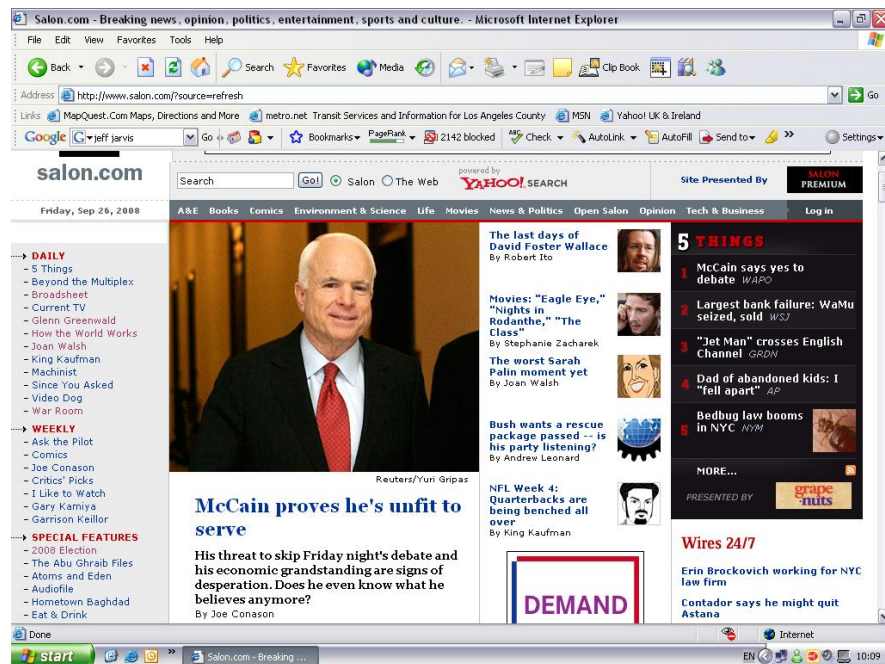 Salon.com - Breaking news, opinion, politics, entertainment, sports and culture. - Microsoft Internet Explorer
File Edit View Favorites Tools Help
Back Search Favorites Media Clip Book
Address http://www.salon.com/?source=refresh Go
Links MapQuest.Com Maps, Directions and More metro.net Transit Services and Information for Los Angeles County MSN Yahoo! UK & Ireland
Google G jeff jarvis Go Bookmarks PageRank 2142 blocked Check AutoLink AutoFill Send to Settings
salon.com
Search Go! Salon The Web
powered by
YAHOO! SEARCH
Site Presented By
SALON
PREMIUM
Friday, Sep 26, 2008
A&E Books Comics Environment & Science Life Movies News & Politics Open Salon Opinion Tech & Business Log in
DAILY
- 5 Things
- Beyond the Multiplex
- Broadsheet
- Current TV
- Glenn Greenwald
- How the World Works
- Joan Walsh
- King Kaufman
- Machinist
- Since You Asked
- Video Dog
- War Room
WEEKLY
- Ask the Pilot
- Comics
- Joe Conason
- Critics' Picks
- I Like to Watch
- Gary Kamiya
- Garrison Keillor
SPECIAL FEATURES
- 2008 Election
- The Abu Ghraib Files
- Atoms and Eden
- Audiofile
- Hometown Baghdad
- Eat & Drink
Reuters/Yuri Gripas
McCain proves he's unfit to
serve
His threat to skip Friday night's debate and
his economic grandstanding are signs of
desperation. Does he even know what he
believes anymore?
By Joe Conason
The last days of
David Foster Wallace
By Robert Ito
Movies: "Eagle Eye,"
"Nights in
Rodanthe," "The
Class"
By Stephanie Zacharek
The worst Sarah
Palin moment yet
By Joan Walsh
Bush wants a rescue
package passed -- is
his party listening?
By Andrew Leonard
NFL Week 4:
Quarterbacks are
being benched all
over
By King Kaufman
DEMAND
5 THINGS
1 McCain says yes to
debate WAPO
2 Largest bank failure: WaMu
seized, sold WSJ
3 "Jet Man" crosses English
Channel GRDN
4 Dad of abandoned kids: I
"fell apart" AP
5 Bedbug law booms
in NYC NYM
MORE...
PRESENTED BY
grape
nuts
Wires 24/7
Erin Brockovich working for NYC
law firm
Contador says he might quit
Astana
Done Internet
start Salon.com - Breaking ... EN 10:09